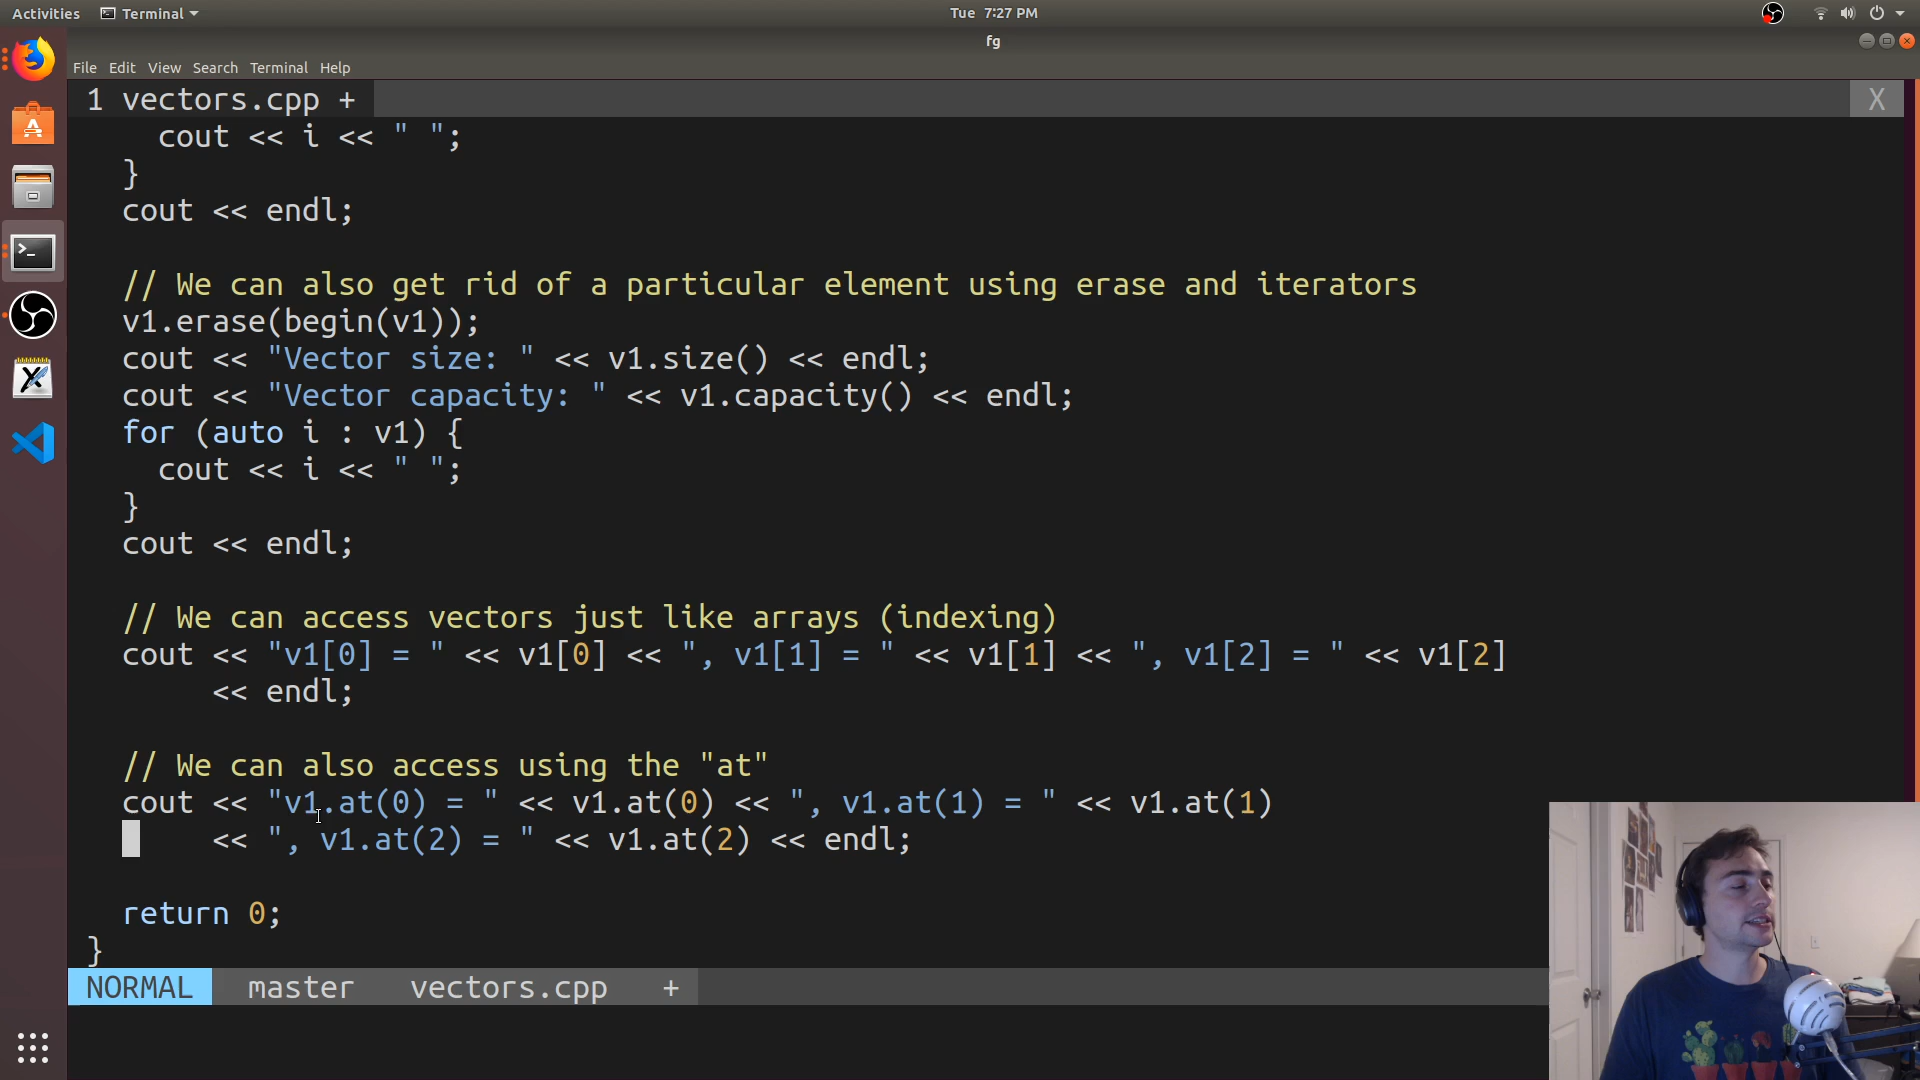 Activities Terminal Tue 7:27 PM
fg
File Edit View Search Terminal Help
1 vectors.cpp + X
cout << i << " ";
}
cout << endl;
// We can also get rid of a particular element using erase and iterators
v1.erase(begin(v1));
cout << "Vector size: " << v1.size() << endl;
cout << "Vector capacity: " << v1.capacity() << endl;
for (auto i : v1) {
cout << i << " ";
}
cout << endl;
// We can access vectors just like arrays (indexing)
cout << "v1[0] = " << v1[0] << ", v1[1] = " << v1[1] << ", v1[2] = " << v1[2]
<< endl;
// We can also access using the "at"
cout << "v1.at(0) = " << v1.at(0) << ", v1.at(1) = " << v1.at(1)
<< ", v1.at(2) = " << v1.at(2) << endl;
return 0;
}
NORMAL master vectors.cpp +